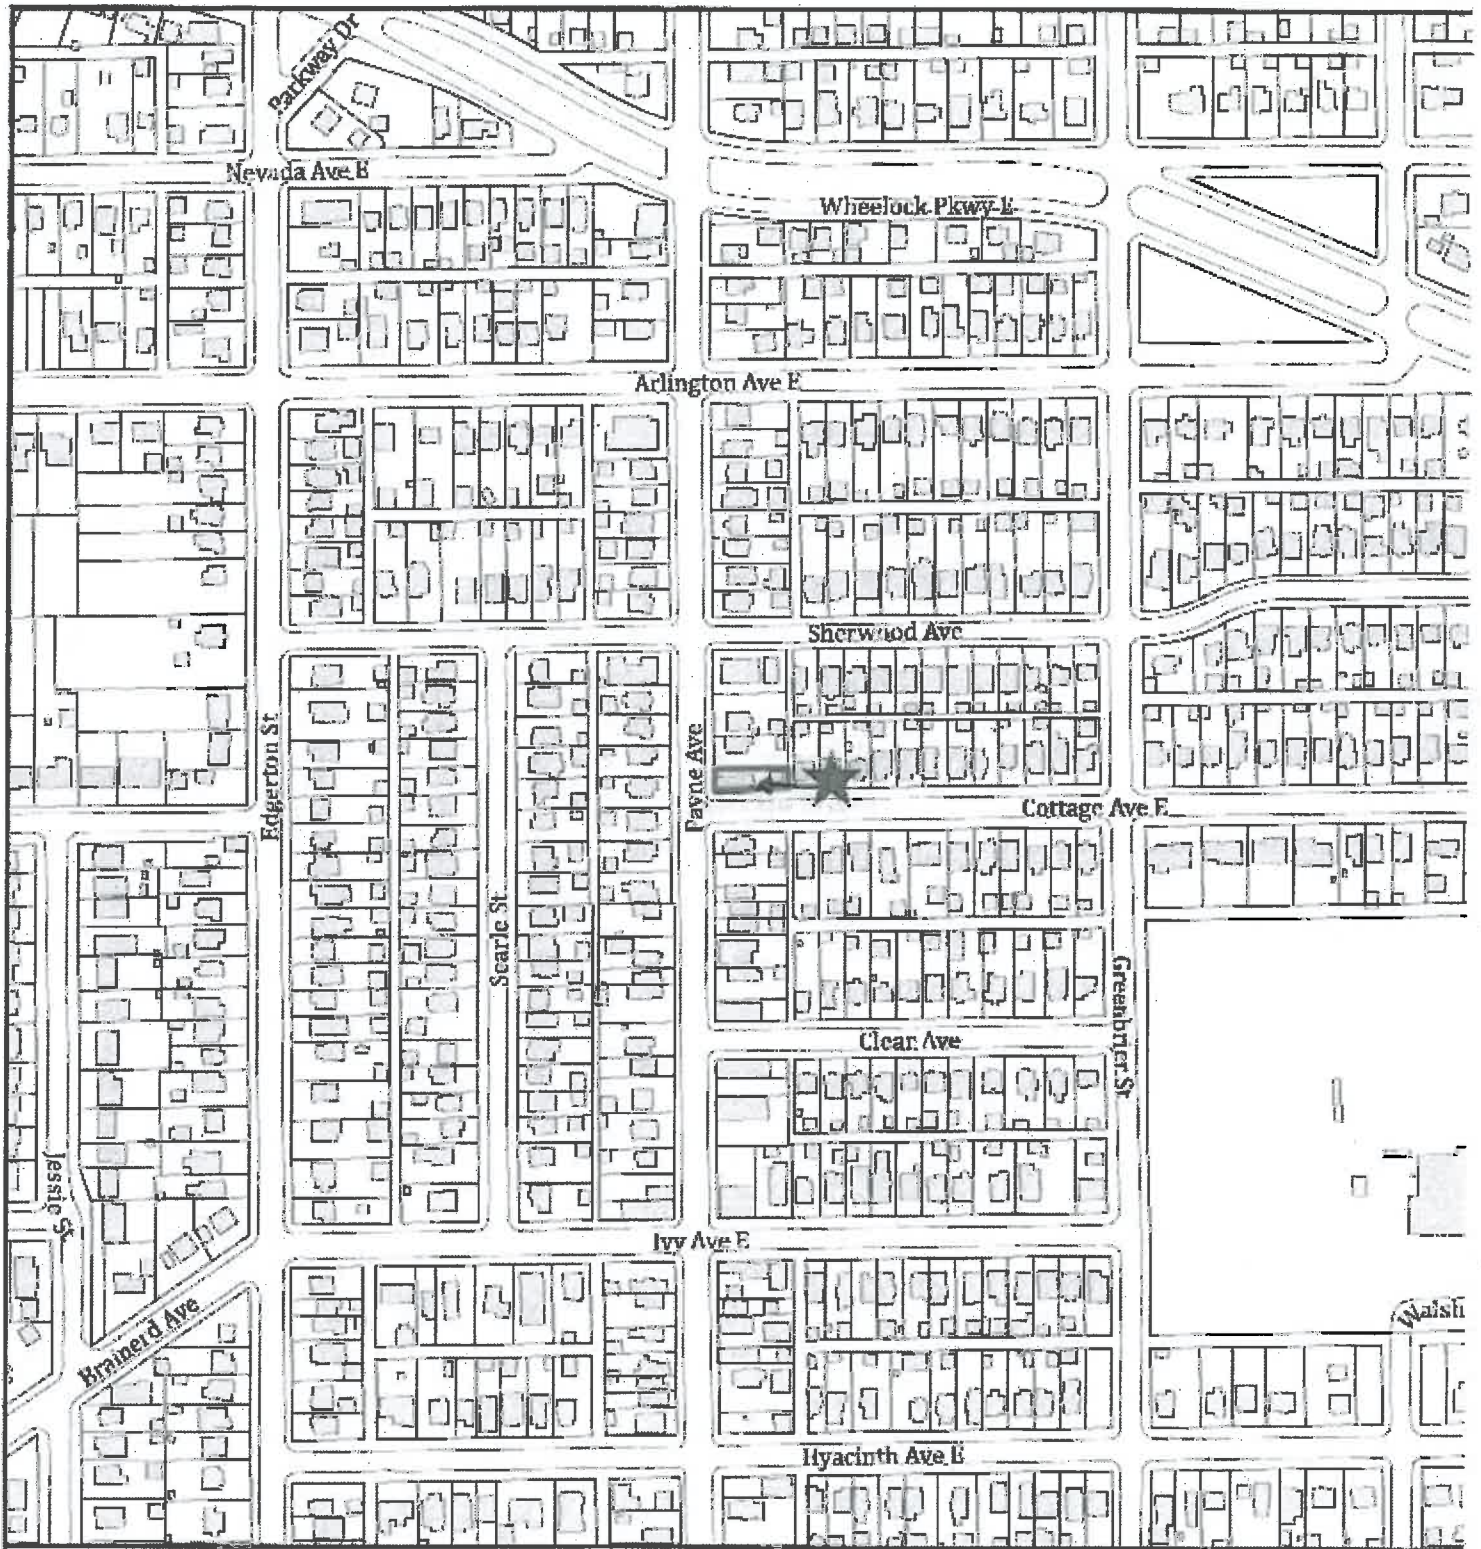 Parkway Dr
Nevada Ave E
Wheelock Pkwy E
Arlington Ave E
Sherwood Ave
Edgerton St
Payne Ave
Cottage Ave E
Searle St
Greenbrier St
Clear Ave
Jessie St
Ivy Ave E
Brainerd Ave
Walsh
Hyacinth Ave E